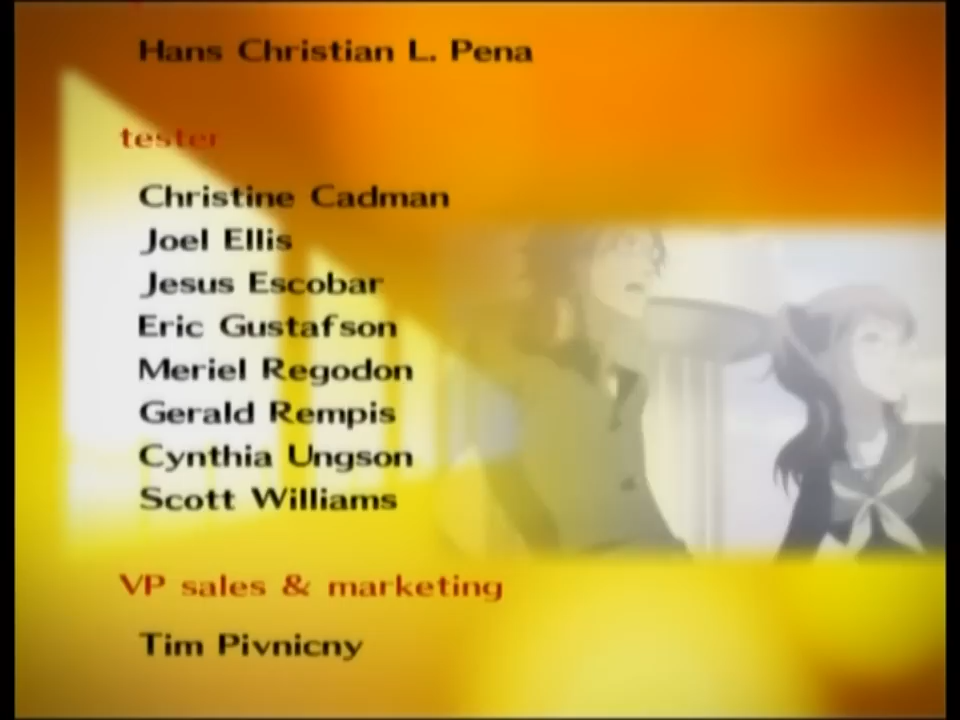 Hans Christian L. Pena
tester
Christine Cadman
Joel Ellis
Jesus Escobar
Eric Gustafson
Meriel Regodon
Gerald Rempis
Cynthia Ungson
Scott Williams
VP sales & marketing
Tim Pivnicny